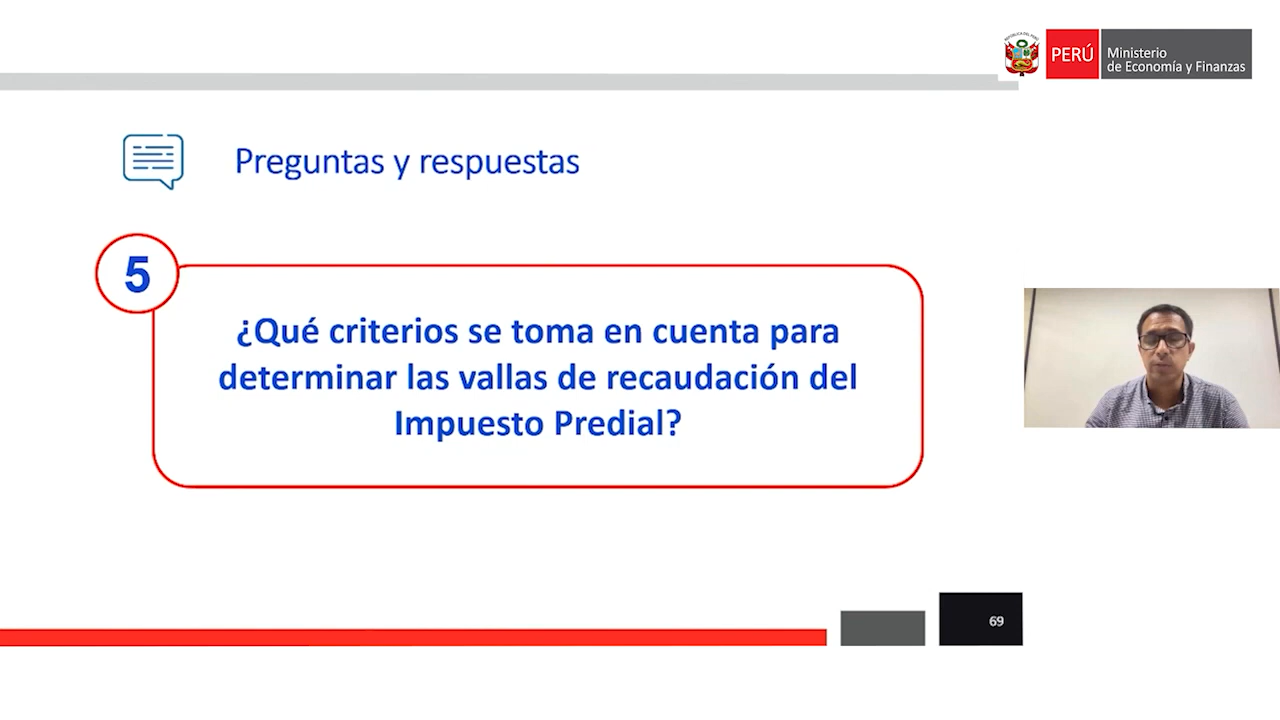 PERÚ
Ministerio
de Economía y Finanzas
Preguntas y respuestas
5
¿Qué criterios se toma en cuenta para
determinar las vallas de recaudación del
Impuesto Predial?
69